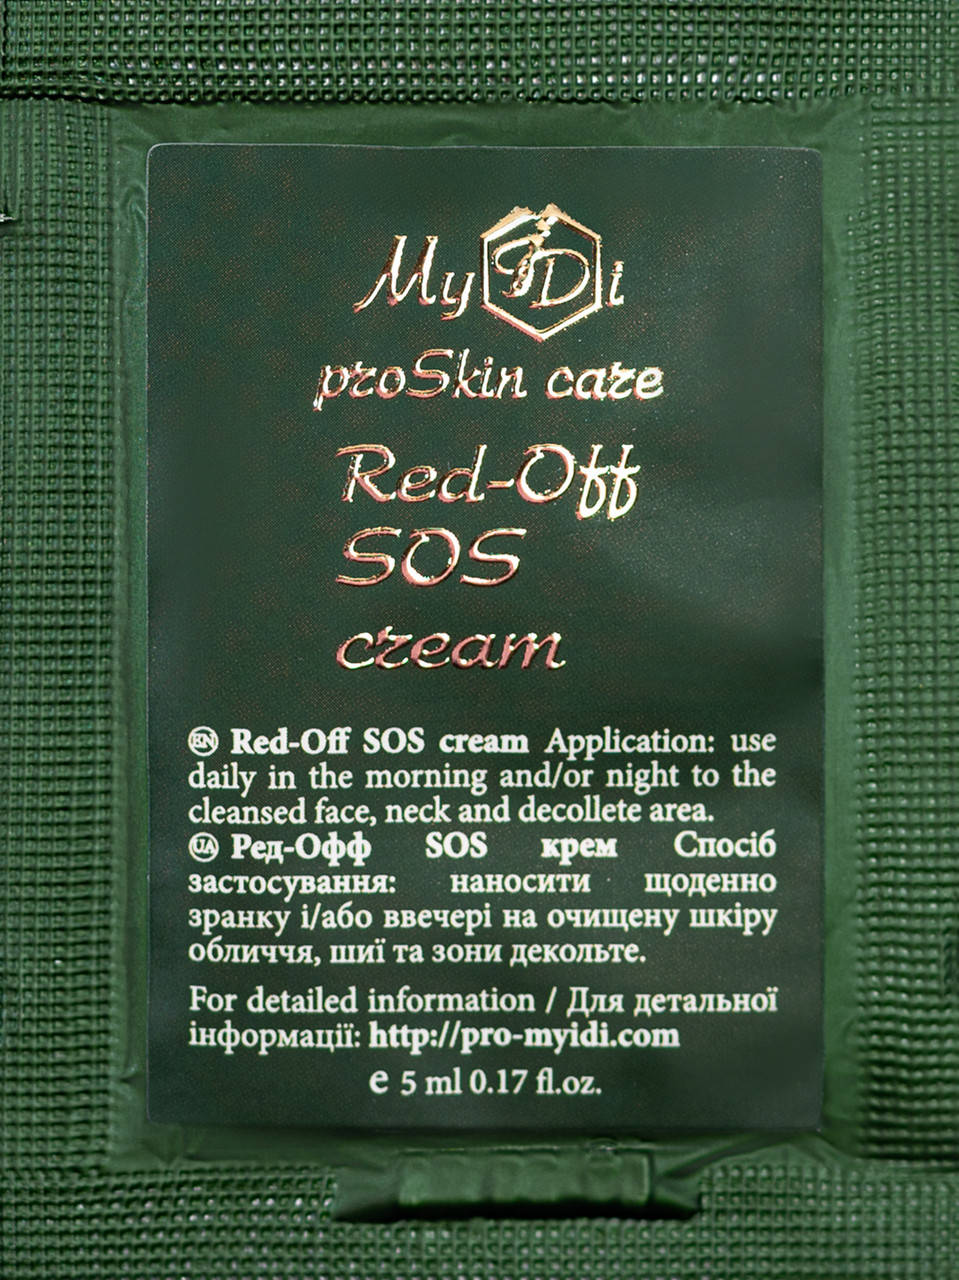 MyIDi
proSkin care
Red-Off
SOS
cream
EN Red-Off SOS cream Application: use
daily in the morning and/or night to the
cleansed face, neck and decollete area.
UA Ред-Офф SOS крем Спосіб
застосування: наносити щоденно
зранку і/або ввечері на очищену шкіру
обличчя, шиї та зони декольте.
For detailed information / Для детальної
інформації: http://pro-myidi.com
e 5 ml 0.17 fl.oz.